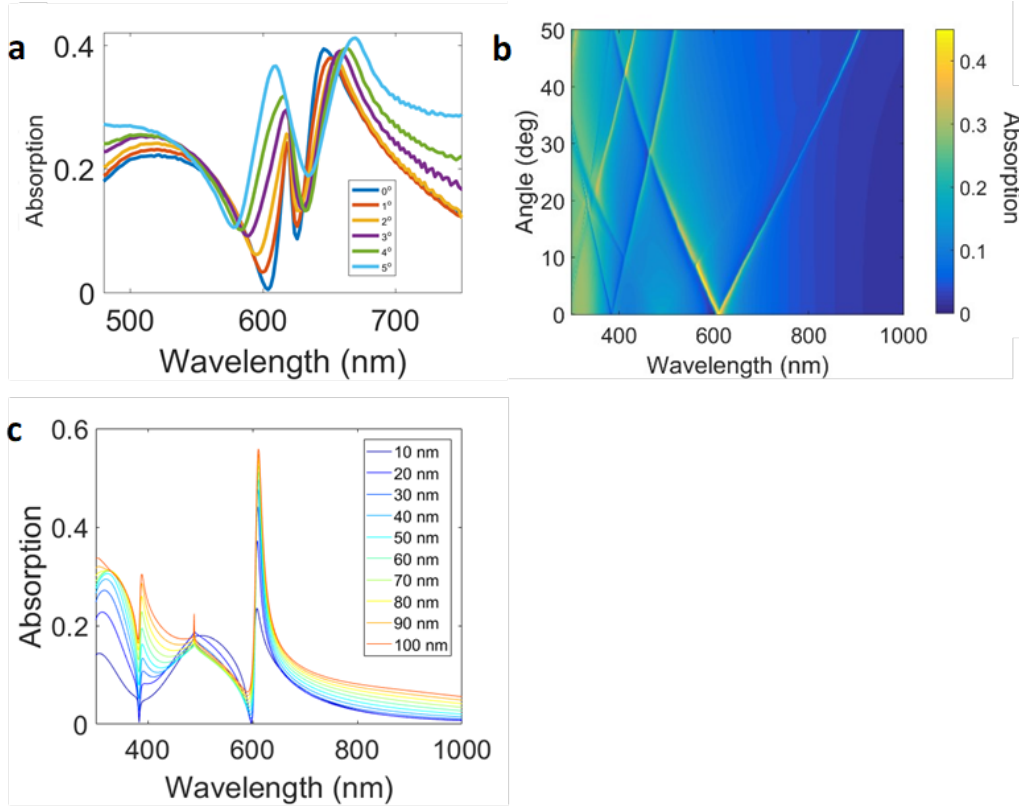 a
0.4
0.2
0
Absorption
500
600
700
Wavelength (nm)
0°
1°
2°
3°
4°
5°
b
50
40
30
20
10
0
Angle (deg)
400
600
800
1000
Wavelength (nm)
0.4
0.3
0.2
0.1
0
Absorption
c
0.6
0.4
0.2
0
Absorption
400
600
800
1000
Wavelength (nm)
10 nm
20 nm
30 nm
40 nm
50 nm
60 nm
70 nm
80 nm
90 nm
100 nm